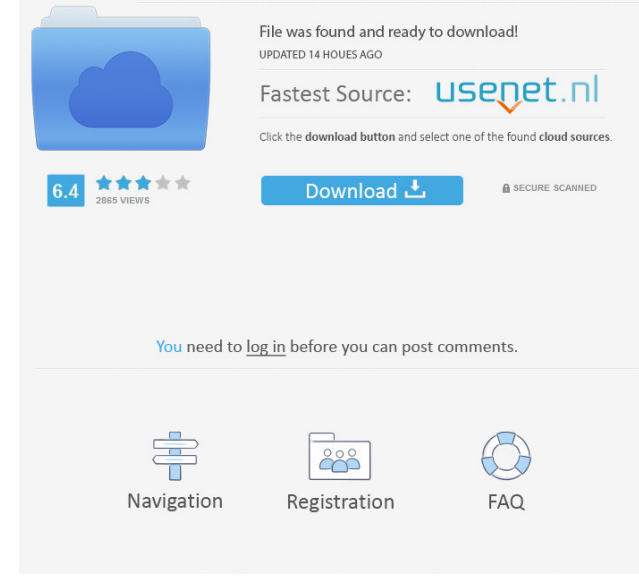 File was found and ready to download!
UPDATED 14 HOUES AGO
Fastest Source: usenet.nl
Click the download button and select one of the found cloud sources.
6.4
2865 VIEWS
Download
SECURE SCANNED
You need to log in before you can post comments.
Navigation
Registration
FAQ